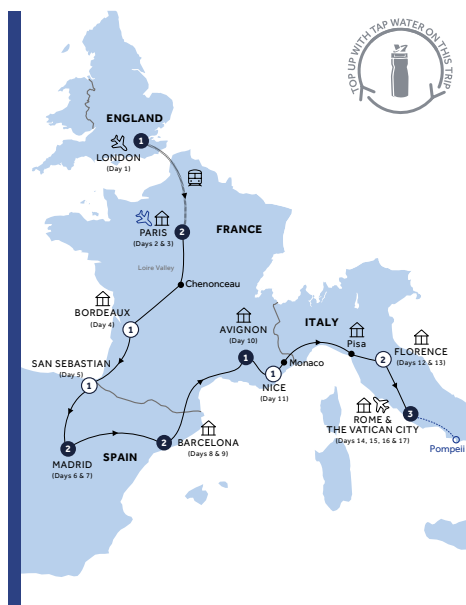 TOP UP WITH TAP WATER ON THIS TRIP
ENGLAND
1
LONDON
(Day 1)
2
PARIS
(Days 2 & 3)
FRANCE
Loire Valley
Chenonceau
BORDEAUX
(Day 4)
1
AVIGNON
(Day 10)
1
ITALY
Pisa
Monaco
FLORENCE
(Days 12 & 13)
2
SAN SEBASTIAN
(Day 5)
1
1
NICE
(Day 11)
3
ROME &
THE VATICAN CITY
(Days 14, 15, 16 & 17)
Pompeii
2
MADRID
(Days 6 & 7)
SPAIN
2
BARCELONA
(Days 8 & 9)